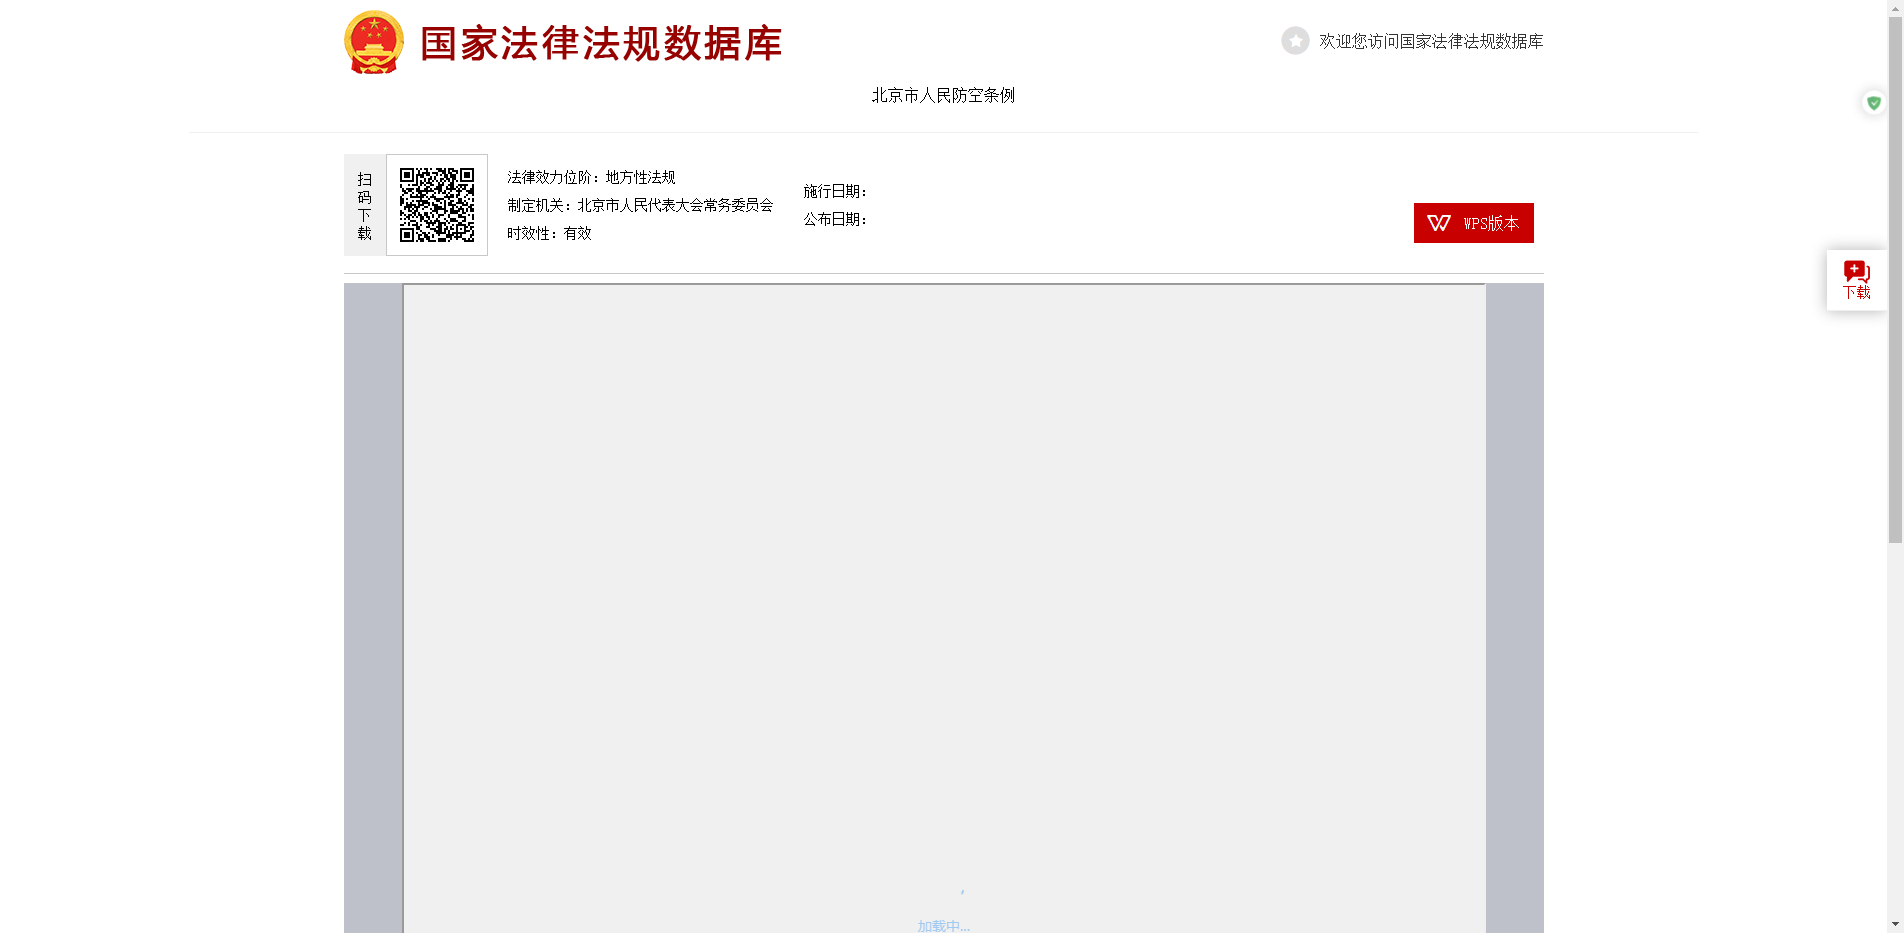 国家法律法规数据库
欢迎您访问国家法律法规数据库
北京市人民防空条例
扫码下载
法律效力位阶：地方性法规
制定机关：北京市人民代表大会常务委员会
时效性：有效
施行日期：
公布日期：
WPS版本
下载
加载中...